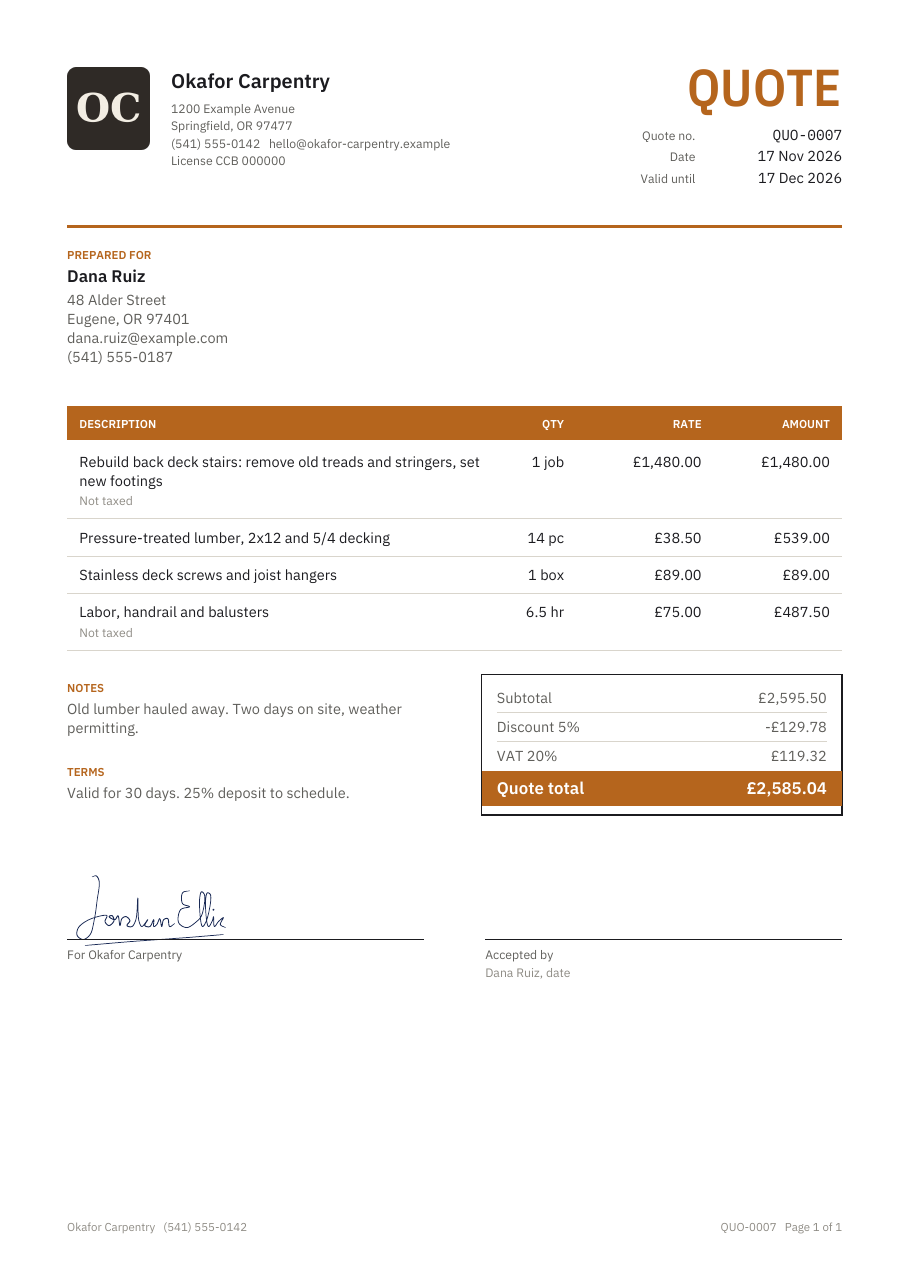 OC
Okafor Carpentry
1200 Example Avenue
Springfield, OR 97477
(541) 555-0142 hello@okafor-carpentry.example
License CCB 000000
QUOTE
Quote no. QUO-0007
Date 17 Nov 2026
Valid until 17 Dec 2026
PREPARED FOR
Dana Ruiz
48 Alder Street
Eugene, OR 97401
dana.ruiz@example.com
(541) 555-0187
DESCRIPTION QTY RATE AMOUNT
Rebuild back deck stairs: remove old treads and stringers, set 1 job £1,480.00 £1,480.00
new footings
Not taxed
Pressure-treated lumber, 2x12 and 5/4 decking 14 pc £38.50 £539.00
Stainless deck screws and joist hangers 1 box £89.00 £89.00
Labor, handrail and balusters 6.5 hr £75.00 £487.50
Not taxed
NOTES
Old lumber hauled away. Two days on site, weather
permitting.
TERMS
Valid for 30 days. 25% deposit to schedule.
Subtotal £2,595.50
Discount 5% -£129.78
VAT 20% £119.32
Quote total £2,585.04
For Okafor Carpentry
Accepted by
Dana Ruiz, date
Okafor Carpentry (541) 555-0142
QUO-0007 Page 1 of 1